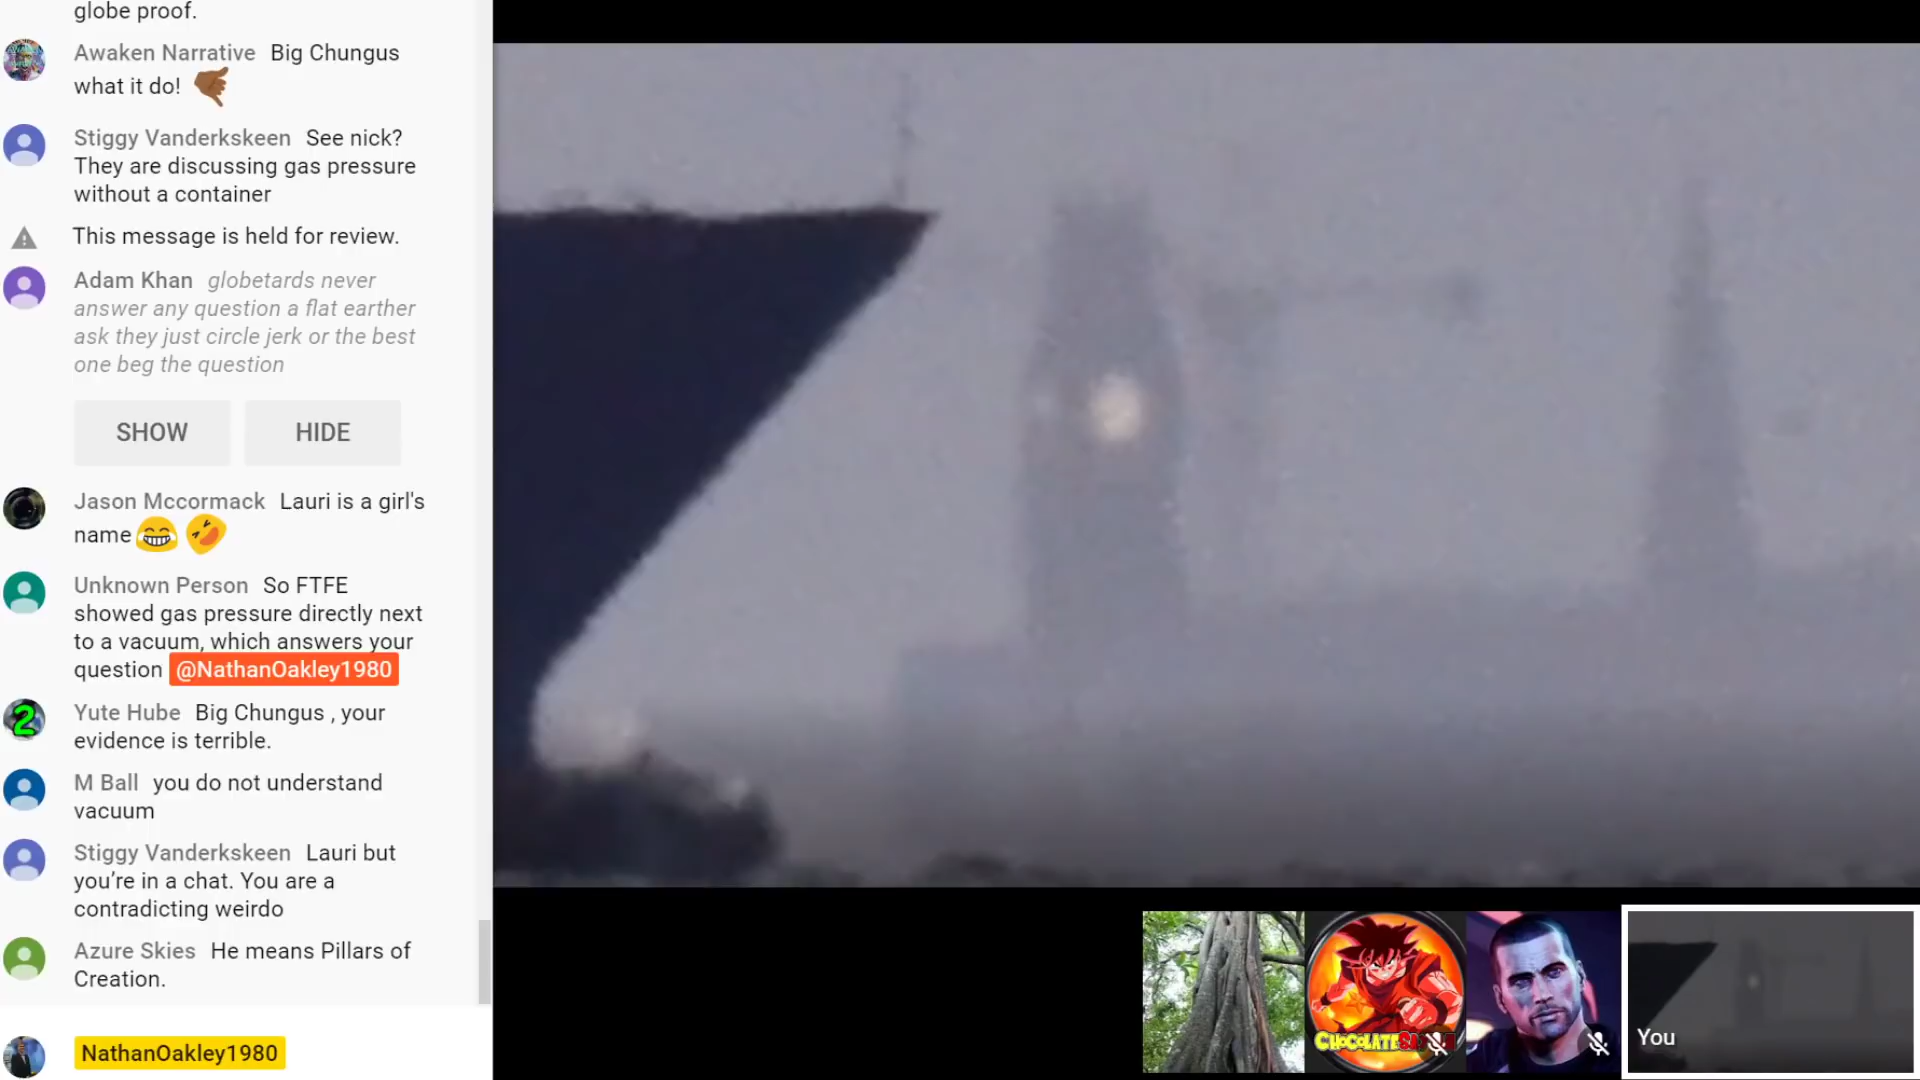 globe proof.
Awaken Narrative Big Chungus
what it do!
Stiggy Vanderkskeen See nick?
They are discussing gas pressure
without a container
This message is held for review.
Adam Khan globetards never
answer any question a flat earther
ask they just circle jerk or the best
one beg the question
SHOW HIDE
Jason Mccormack Lauri is a girl's
name
Unknown Person So FTFE
showed gas pressure directly next
to a vacuum, which answers your
question @NathanOakley1980
Yute Hube Big Chungus , your
evidence is terrible.
M Ball you do not understand
vacuum
Stiggy Vanderkskeen Lauri but
you’re in a chat. You are a
contradicting weirdo
Azure Skies He means Pillars of
Creation.
NathanOakley1980
You